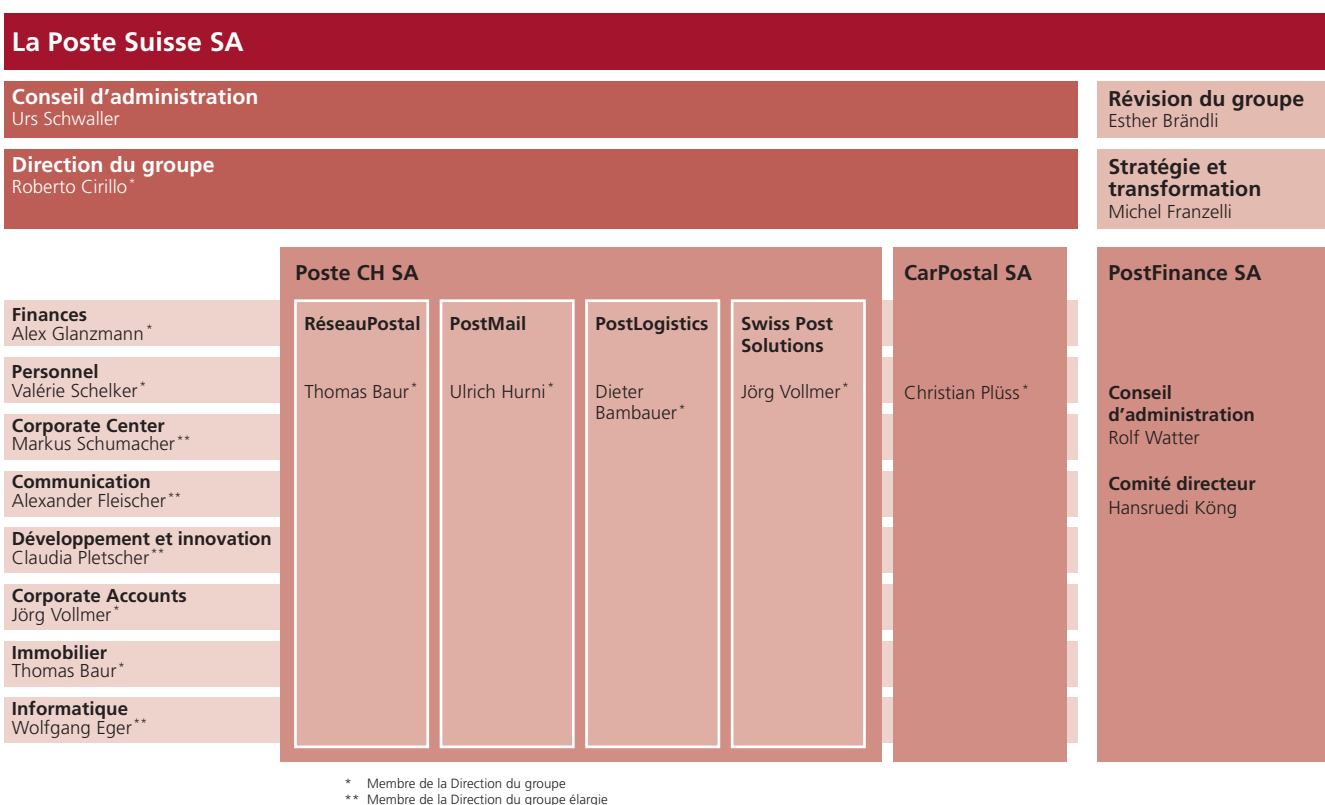 La Poste Suisse SA
Conseil d'administration
Urs Schwaller
Révision du groupe
Esther Brändli
Direction du groupe
Roberto Cirillo*
Stratégie et
transformation
Michel Franzelli
Poste CH SA
CarPostal SA
PostFinance SA
Finances
Alex Glanzmann*
Personnel
Valérie Schelker*
Corporate Center
Markus Schumacher**
Communication
Alexander Fleischer**
Développement et innovation
Claudia Pletscher**
Corporate Accounts
Jörg Vollmer*
Immobilier
Thomas Baur*
Informatique
Wolfgang Eger**
RéseauPostal
Thomas Baur*
PostMail
Ulrich Hurni*
PostLogistics
Dieter
Bambauer*
Swiss Post
Solutions
Jörg Vollmer*
Christian Plüss*
Conseil
d'administration
Rolf Watter
Comité directeur
Hansruedi Köng
* Membre de la Direction du groupe
** Membre de la Direction du groupe élargie